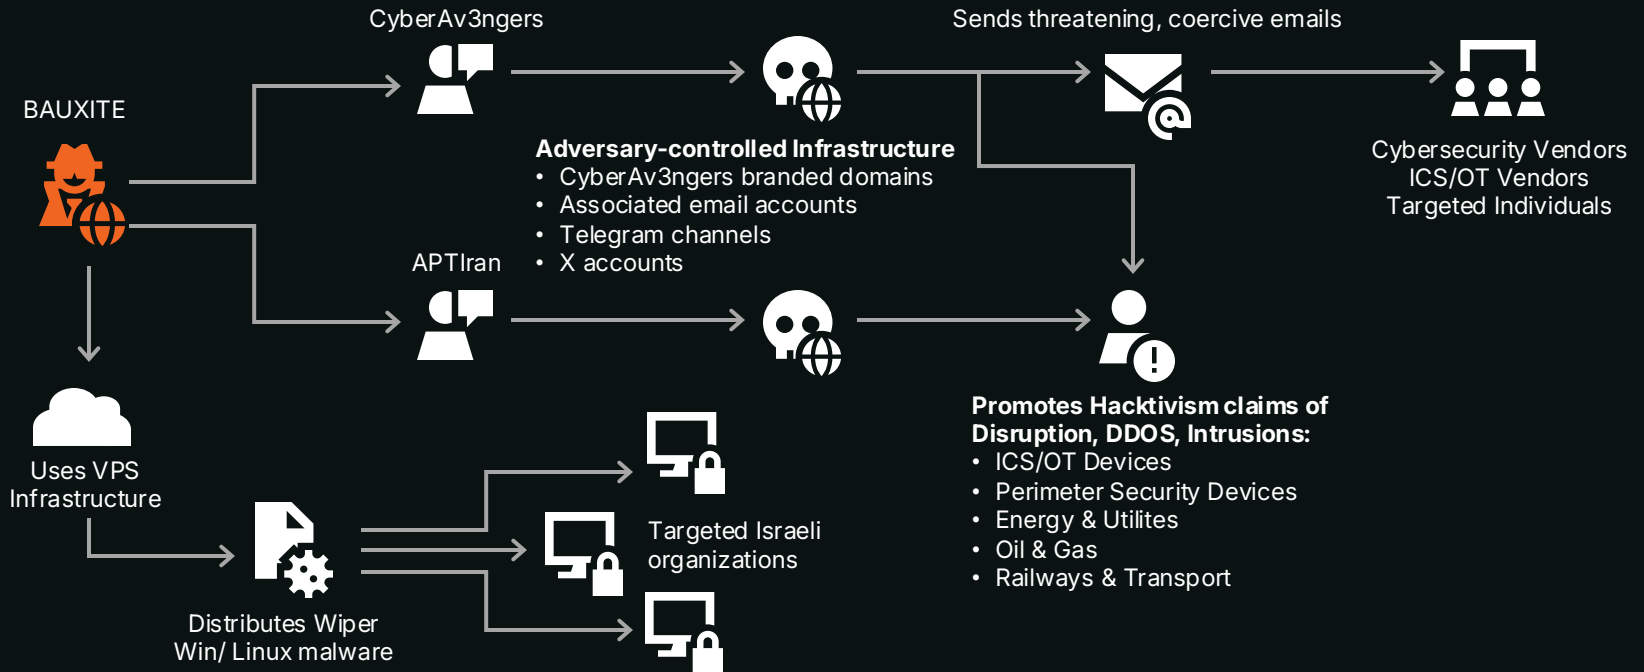 CyberAv3ngers
Sends threatening, coercive emails
BAUXITE
Adversary-controlled Infrastructure
• CyberAv3ngers branded domains
• Associated email accounts
• Telegram channels
• X accounts
Cybersecurity Vendors
ICS/OT Vendors
Targeted Individuals
APTIran
Uses VPS
Infrastructure
Promotes Hacktivism claims of
Disruption, DDOS, Intrusions:
• ICS/OT Devices
• Perimeter Security Devices
• Energy & Utilites
• Oil & Gas
• Railways & Transport
Targeted Israeli
organizations
Distributes Wiper
Win/ Linux malware